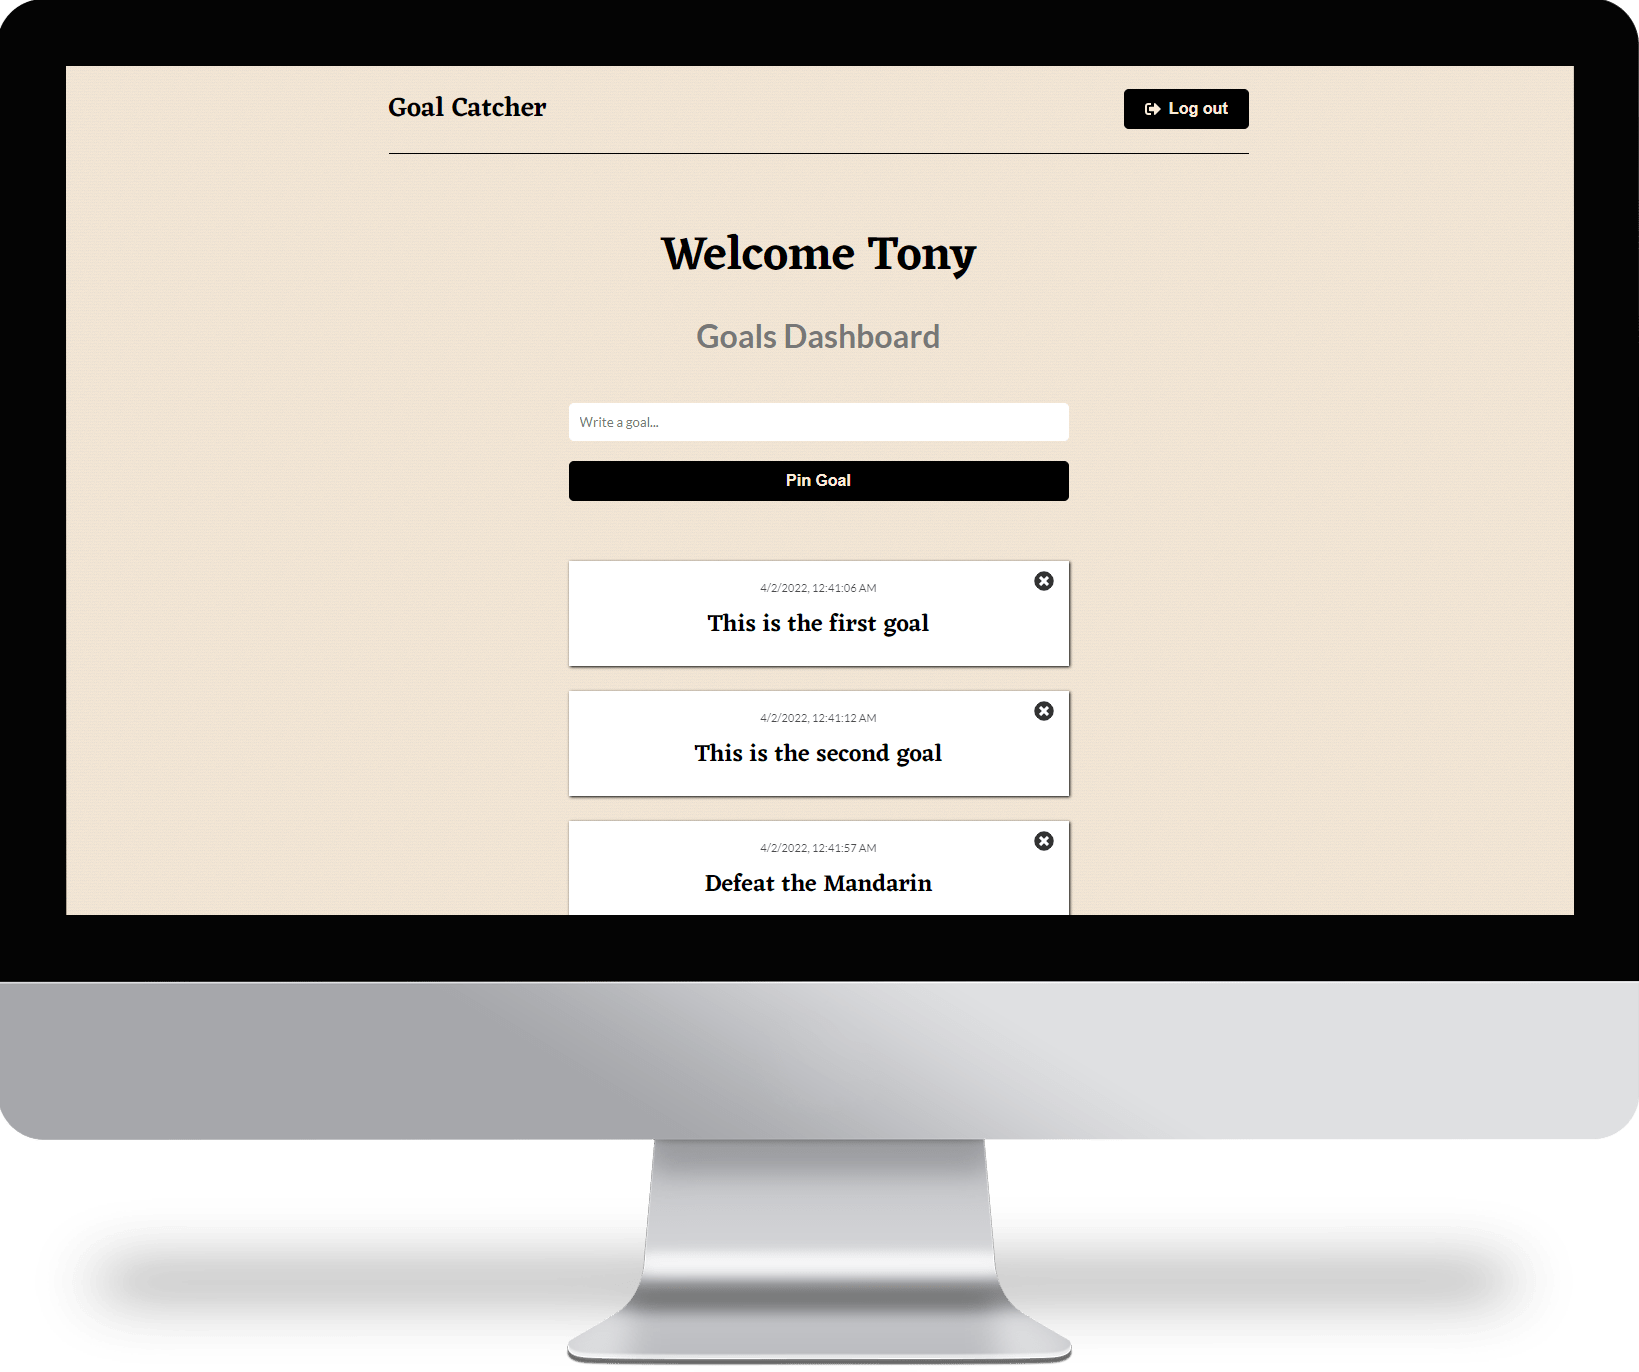 Goal Catcher
Log out
Welcome Tony
Goals Dashboard
Write a goal...
Pin Goal
4/2/2022, 12:41:06 AM
This is the first goal
4/2/2022, 12:41:12 AM
This is the second goal
4/2/2022, 12:41:57 AM
Defeat the Mandarin